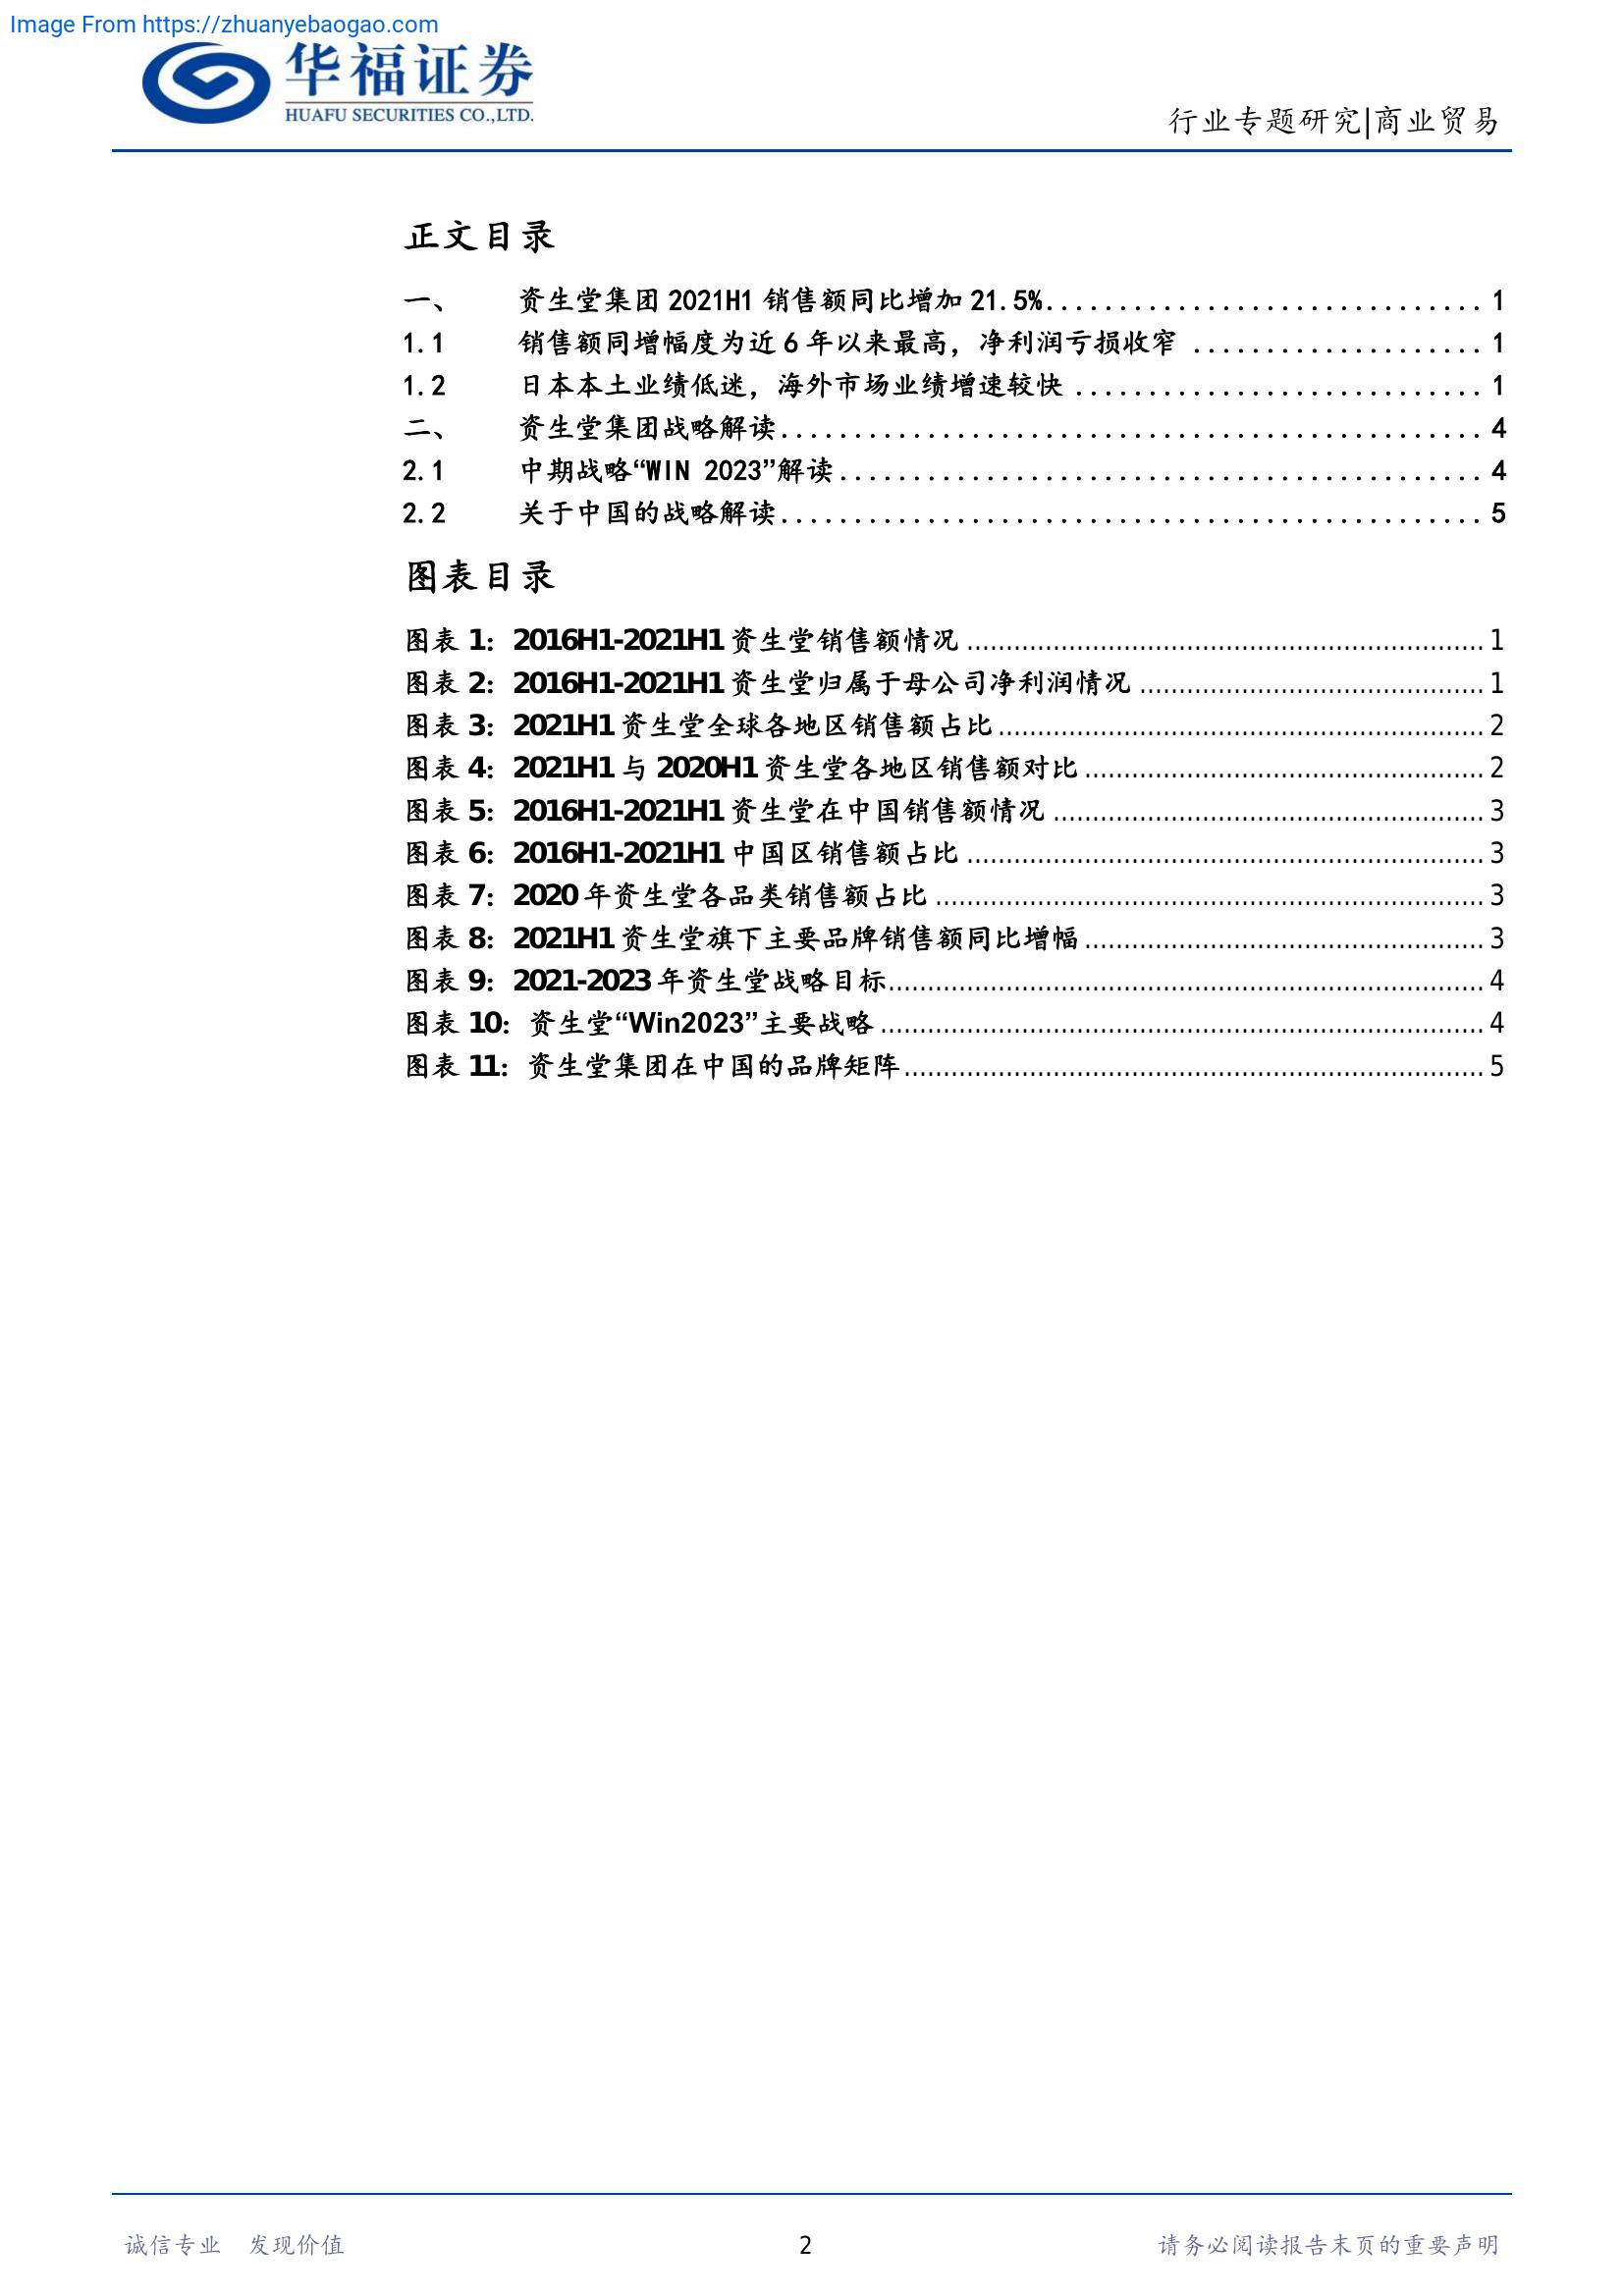 Image From https://zhuanyebaogao.com
华福证券
HUAFU SECURITIES CO.,LTD.
行业专题研究|商业贸易
正文目录
一、 资生堂集团 2021H1 销售额同比增加 21.5%.............................. 1
1.1 销售额同增幅度为近 6 年以来最高，净利润亏损收窄 .................... 1
1.2 日本本土业绩低迷，海外市场业绩增速较快 ............................ 1
二、 资生堂集团战略解读................................................ 4
2.1 中期战略“WIN 2023”解读............................................ 4
2.2 关于中国的战略解读................................................ 5
图表目录
图表 1：2016H1-2021H1 资生堂销售额情况 .................................................................. 1
图表 2：2016H1-2021H1 资生堂归属于母公司净利润情况 ............................................ 1
图表 3：2021H1 资生堂全球各地区销售额占比.............................................................. 2
图表 4：2021H1 与 2020H1 资生堂各地区销售额对比 ................................................... 2
图表 5：2016H1-2021H1 资生堂在中国销售额情况 ....................................................... 3
图表 6：2016H1-2021H1 中国区销售额占比 .................................................................. 3
图表 7：2020 年资生堂各品类销售额占比 ...................................................................... 3
图表 8：2021H1 资生堂旗下主要品牌销售额同比增幅 ................................................... 3
图表 9：2021-2023 年资生堂战略目标............................................................................ 4
图表 10：资生堂“Win2023”主要战略 ............................................................................. 4
图表 11：资生堂集团在中国的品牌矩阵.......................................................................... 5
诚信专业 发现价值
2
请务必阅读报告末页的重要声明